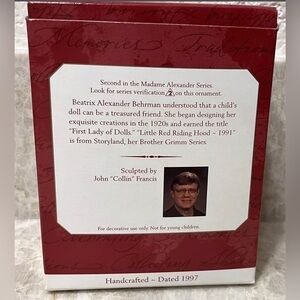 Memories Tradition
Second in the Madame Alexander Series.
Look for series verification, 2, on this ornament.
Beatrix Alexander Behrman understood that a child's
doll can be a treasured friend. She began designing her
exquisite creations in the 1920s and earned the title
"First Lady of Dolls." "Little Red Riding Hood – 1991"
is from Storyland, her Brother Grimm Series.
Sculpted by
John "Collin" Francis
For decorative use only. Not for young children.
Handcrafted ~ Dated 1997